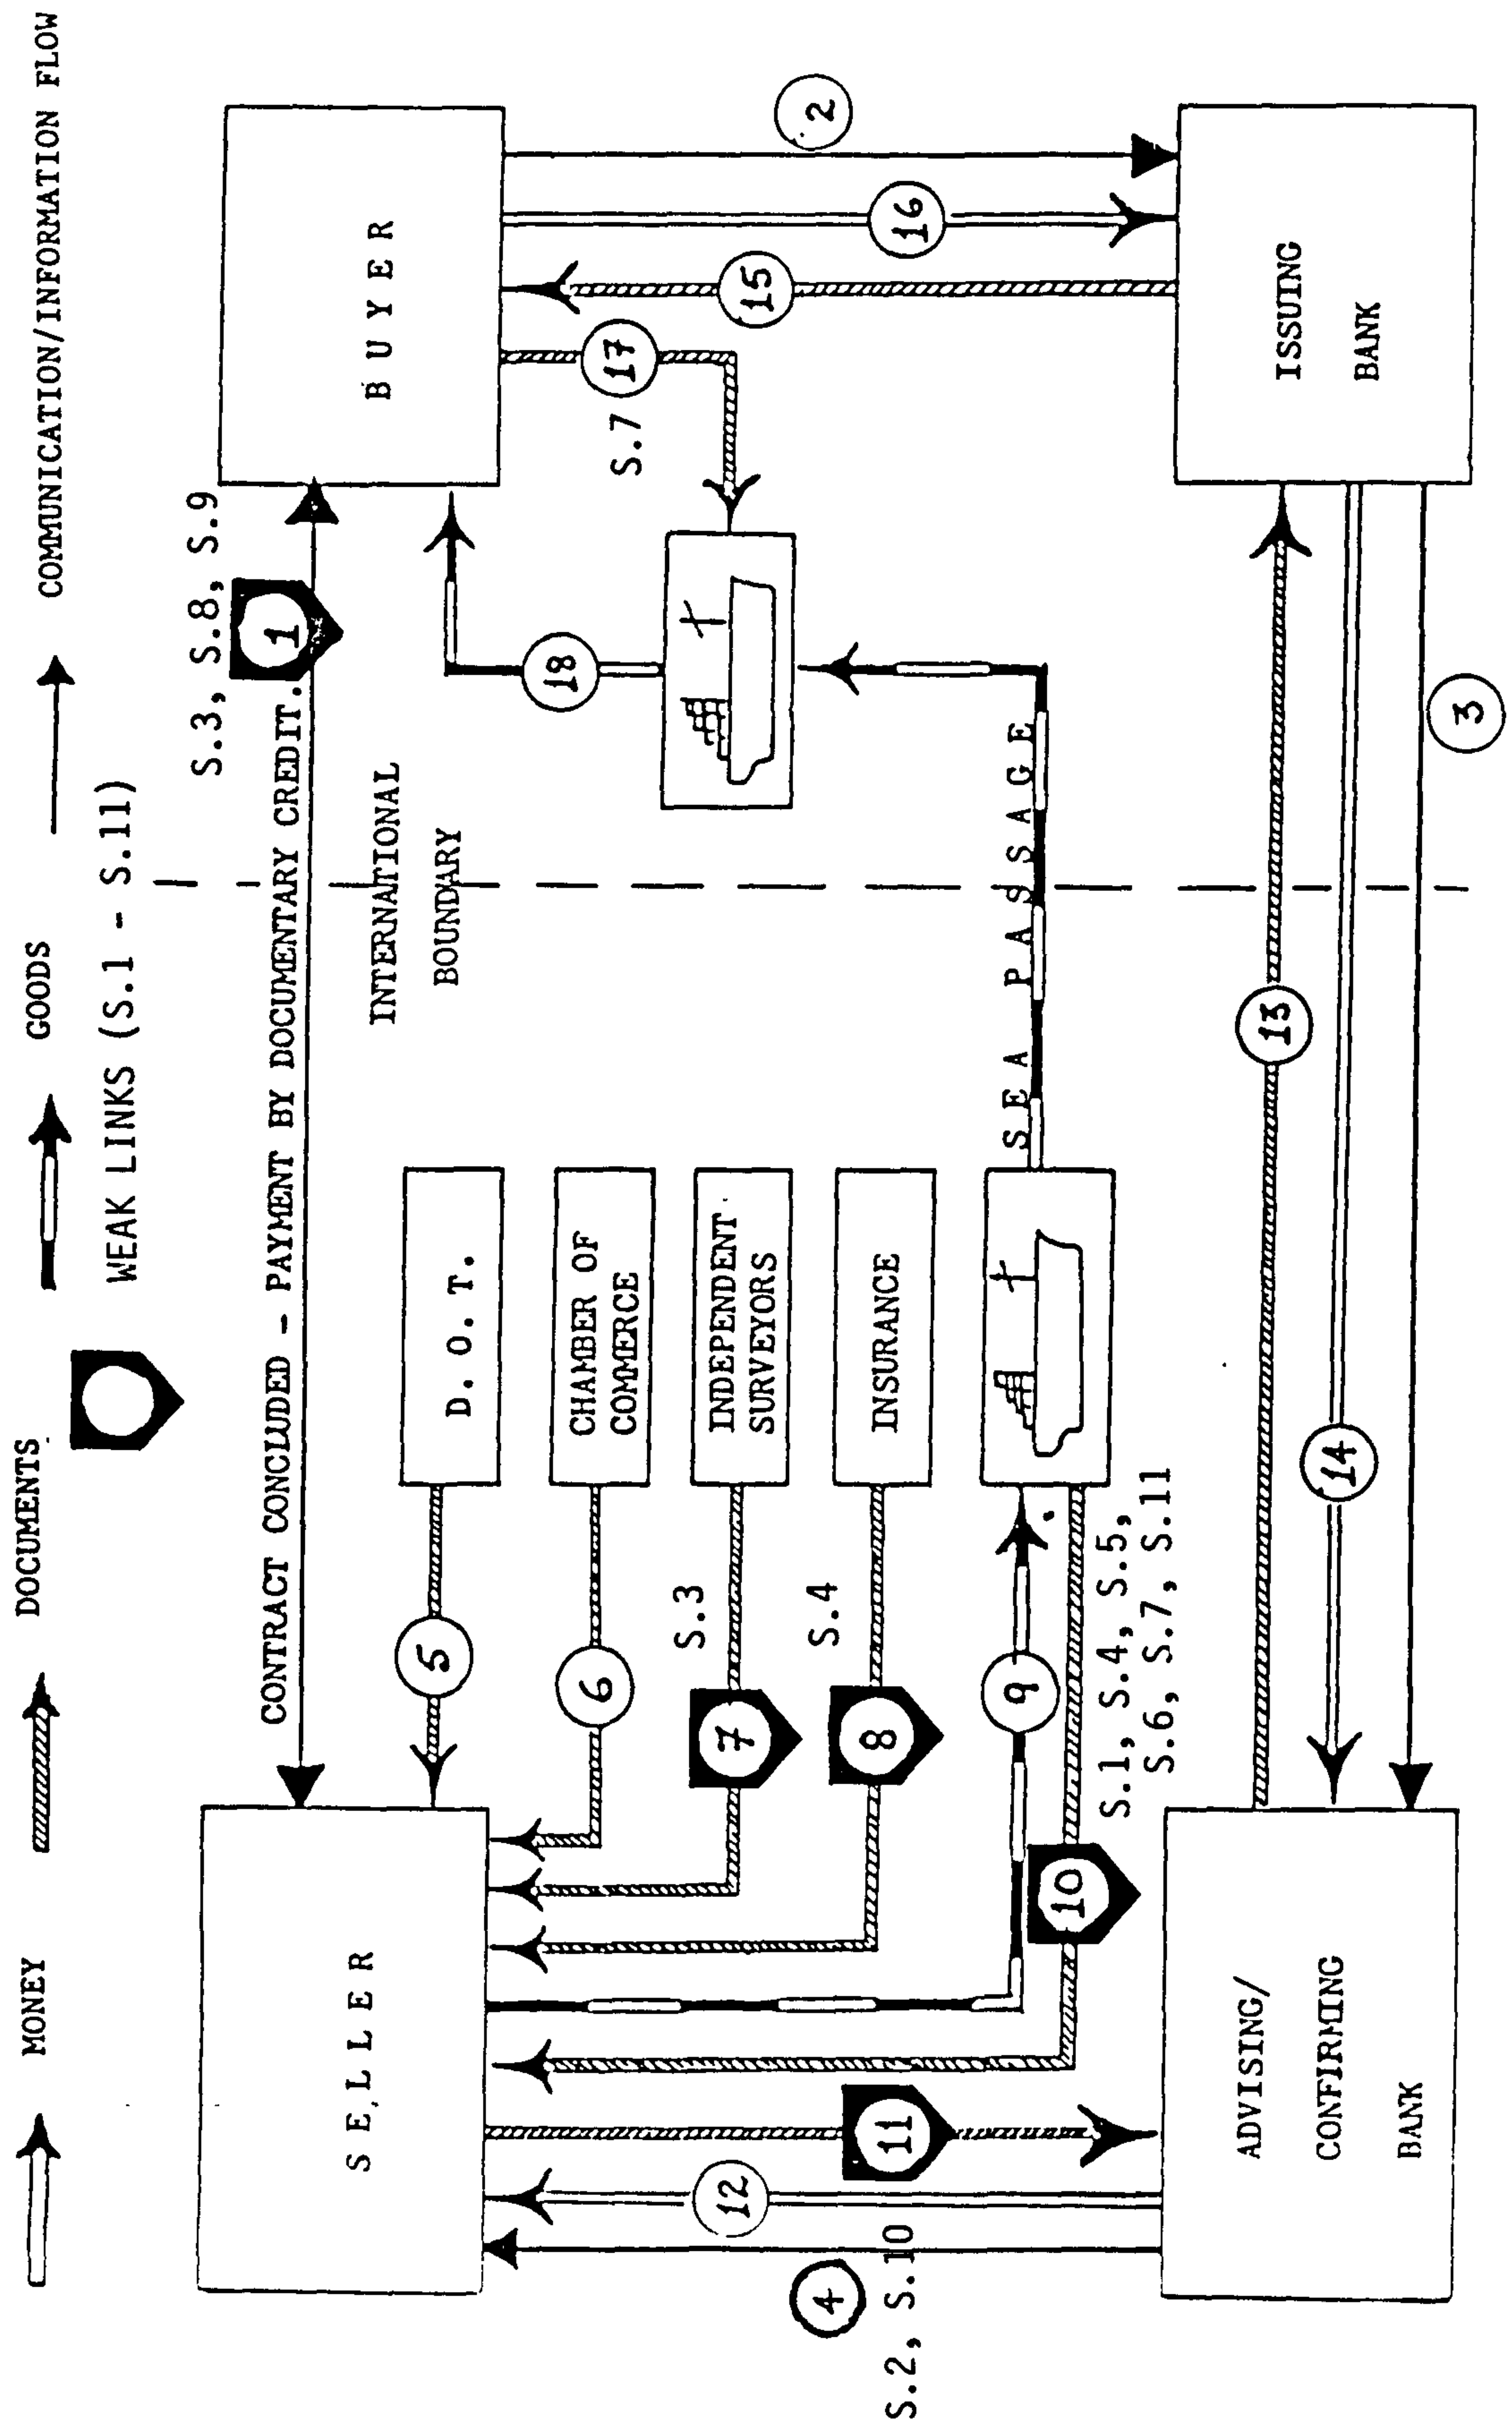 MONEY
DOCUMENTS
GOODS
COMMUNICATION/INFORMATION FLOW
WEAK LINKS (S.1 - S.11)
S.3, S.8, S.9
1
CONTRACT CONCLUDED - PAYMENT BY DOCUMENTARY CREDIT.
SELLER
BUYER
INTERNATIONAL
BOUNDARY
5
D. O. T.
6
CHAMBER OF
COMMERCE
S.3
7
INDEPENDENT
SURVEYORS
S.4
8
INSURANCE
9
10
S.1, S.4, S.5,
S.6, S.7, S.11
SEA PASSAGE
18
17
S.7
15
16
2
11
12
4
S.2, S.10
ADVISING/
CONFIRMING
BANK
13
14
3
ISSUING
BANK